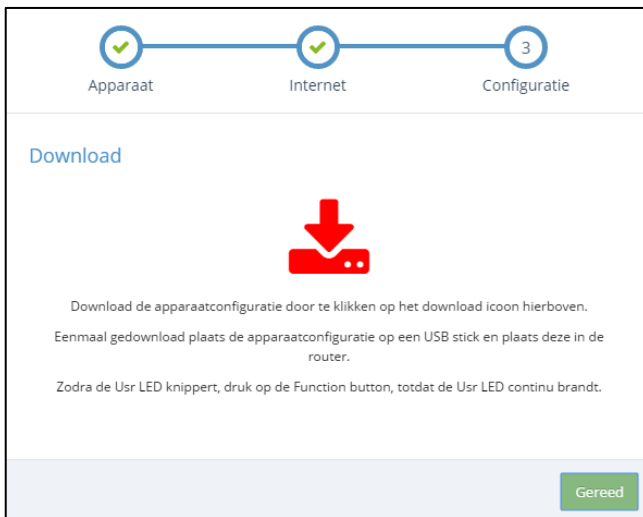 3
Apparaat Internet Configuratie
Download
Download de apparaatconfiguratie door te klikken op het download icoon hierboven.
Eenmaal gedownload plaats de apparaatconfiguratie op een USB stick en plaats deze in de
router.
Zodra de Usr LED knippert, druk op de Function button, totdat de Usr LED continu brandt.
Gereed